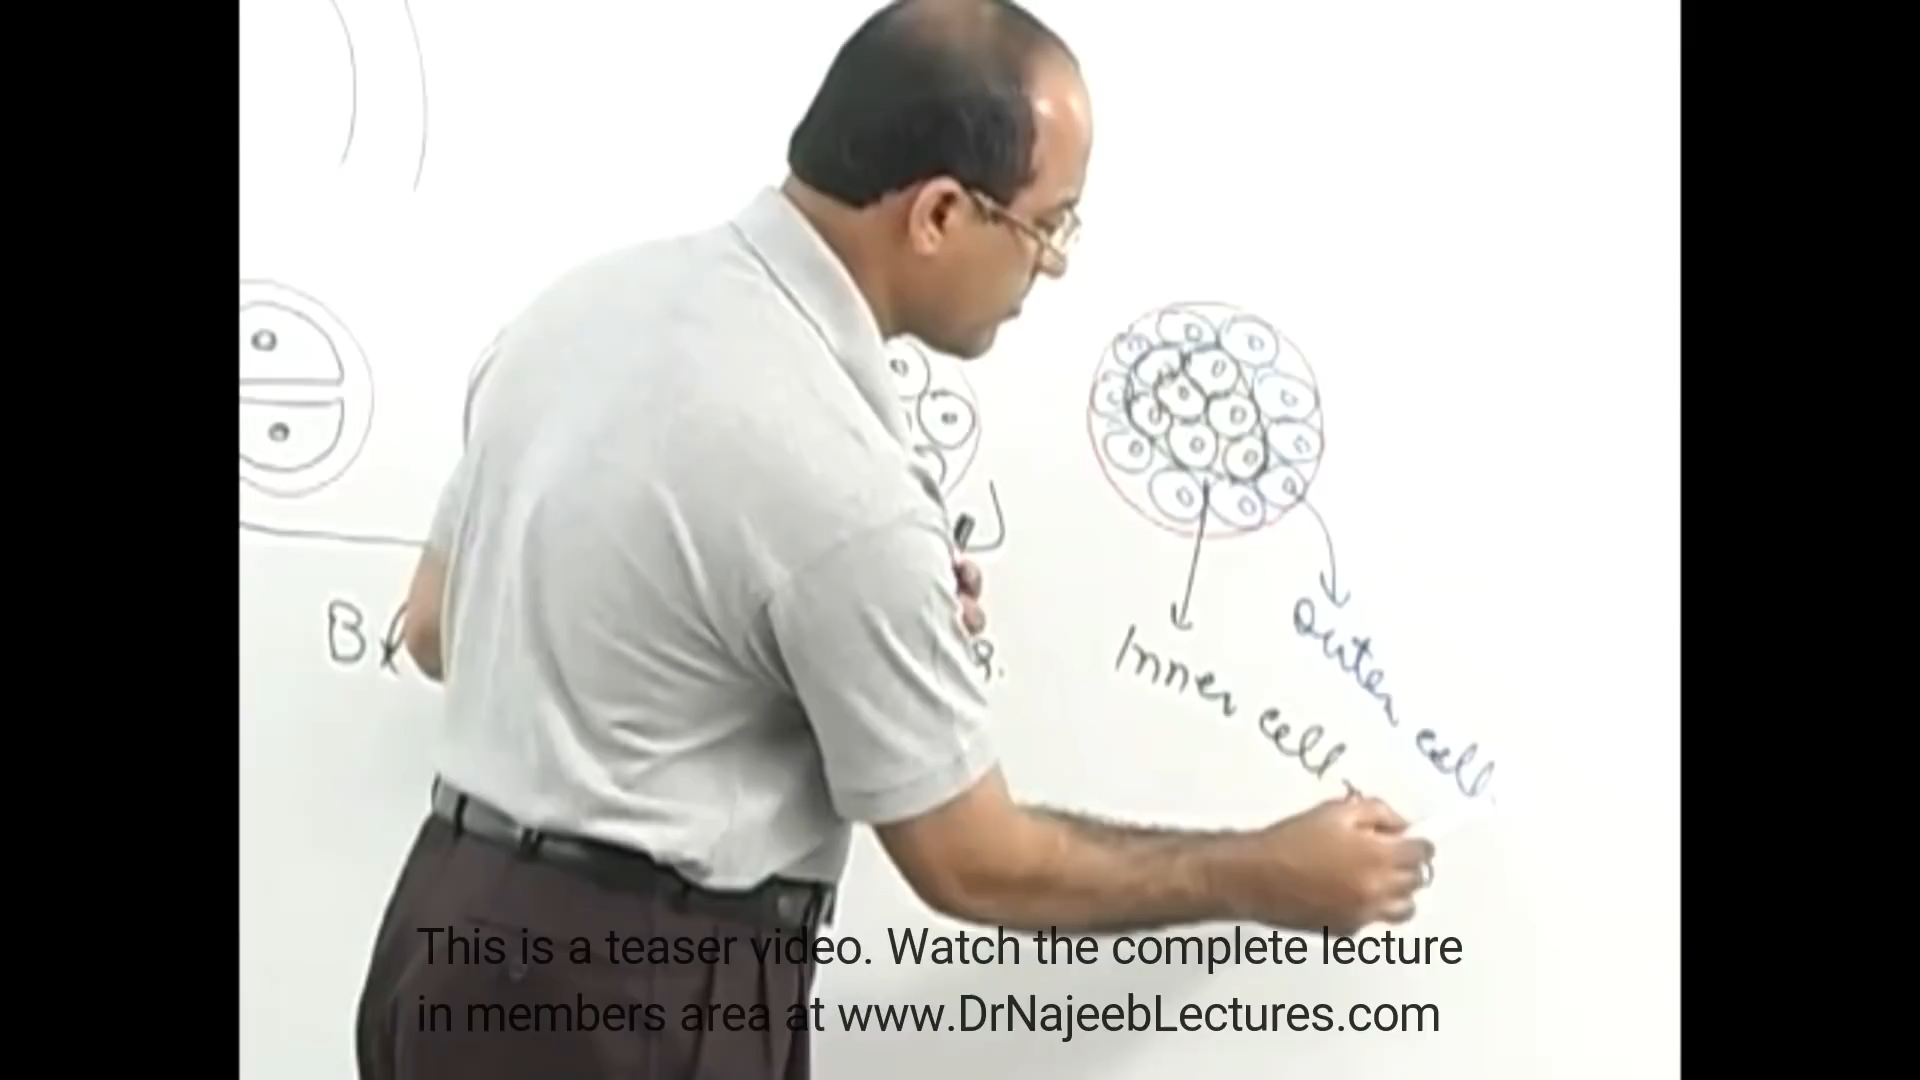 Inner cell
Outer cell.
This is a teaser video. Watch the complete lecture
in members area at www.DrNajeebLectures.com